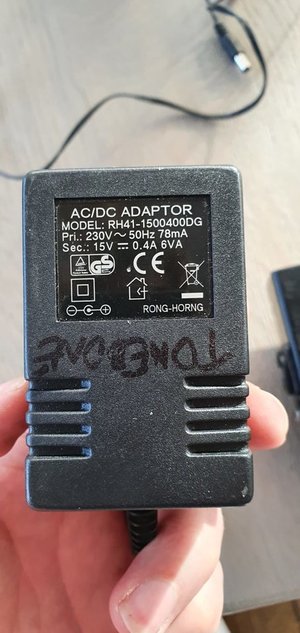 AC/DC ADAPTOR
MODEL: RH41-1500400DG
Pri.: 230V~ 50Hz 78mA
Sec.: 15V⎓ 0.4A 6VA
GS
CE
RONG-HORNG
TOMEBOAE